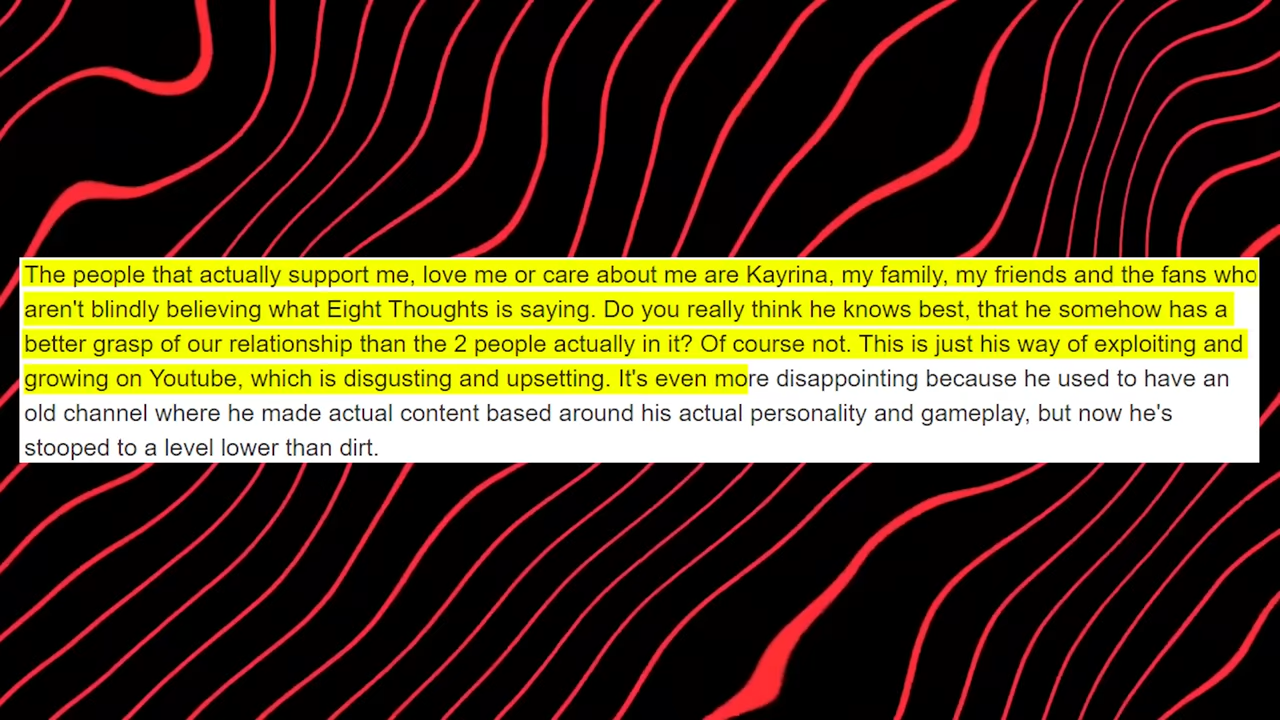 The people that actually support me, love me or care about me are Kayrina, my family, my friends and the fans who
aren't blindly believing what Eight Thoughts is saying. Do you really think he knows best, that he somehow has a
better grasp of our relationship than the 2 people actually in it? Of course not. This is just his way of exploiting and
growing on Youtube, which is disgusting and upsetting. It's even more disappointing because he used to have an
old channel where he made actual content based around his actual personality and gameplay, but now he's
stooped to a level lower than dirt.